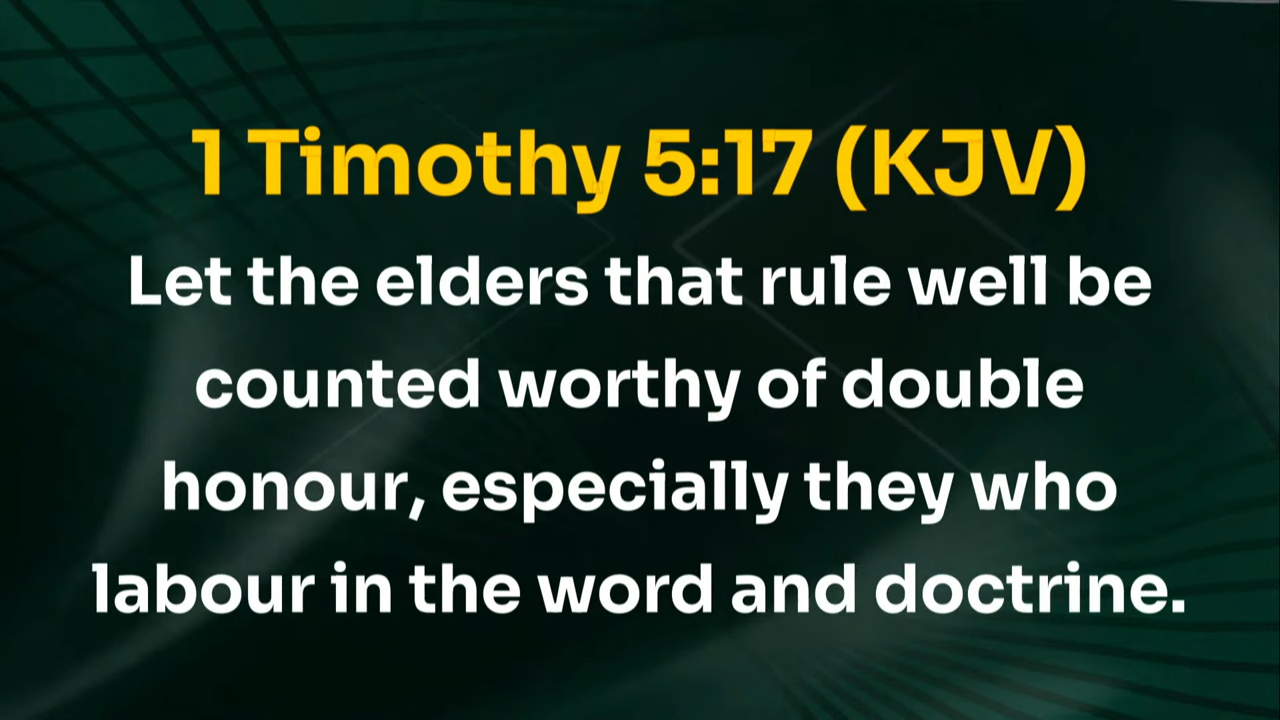 1 Timothy 5:17 (KJV)
Let the elders that rule well be
counted worthy of double
honour, especially they who
labour in the word and doctrine.